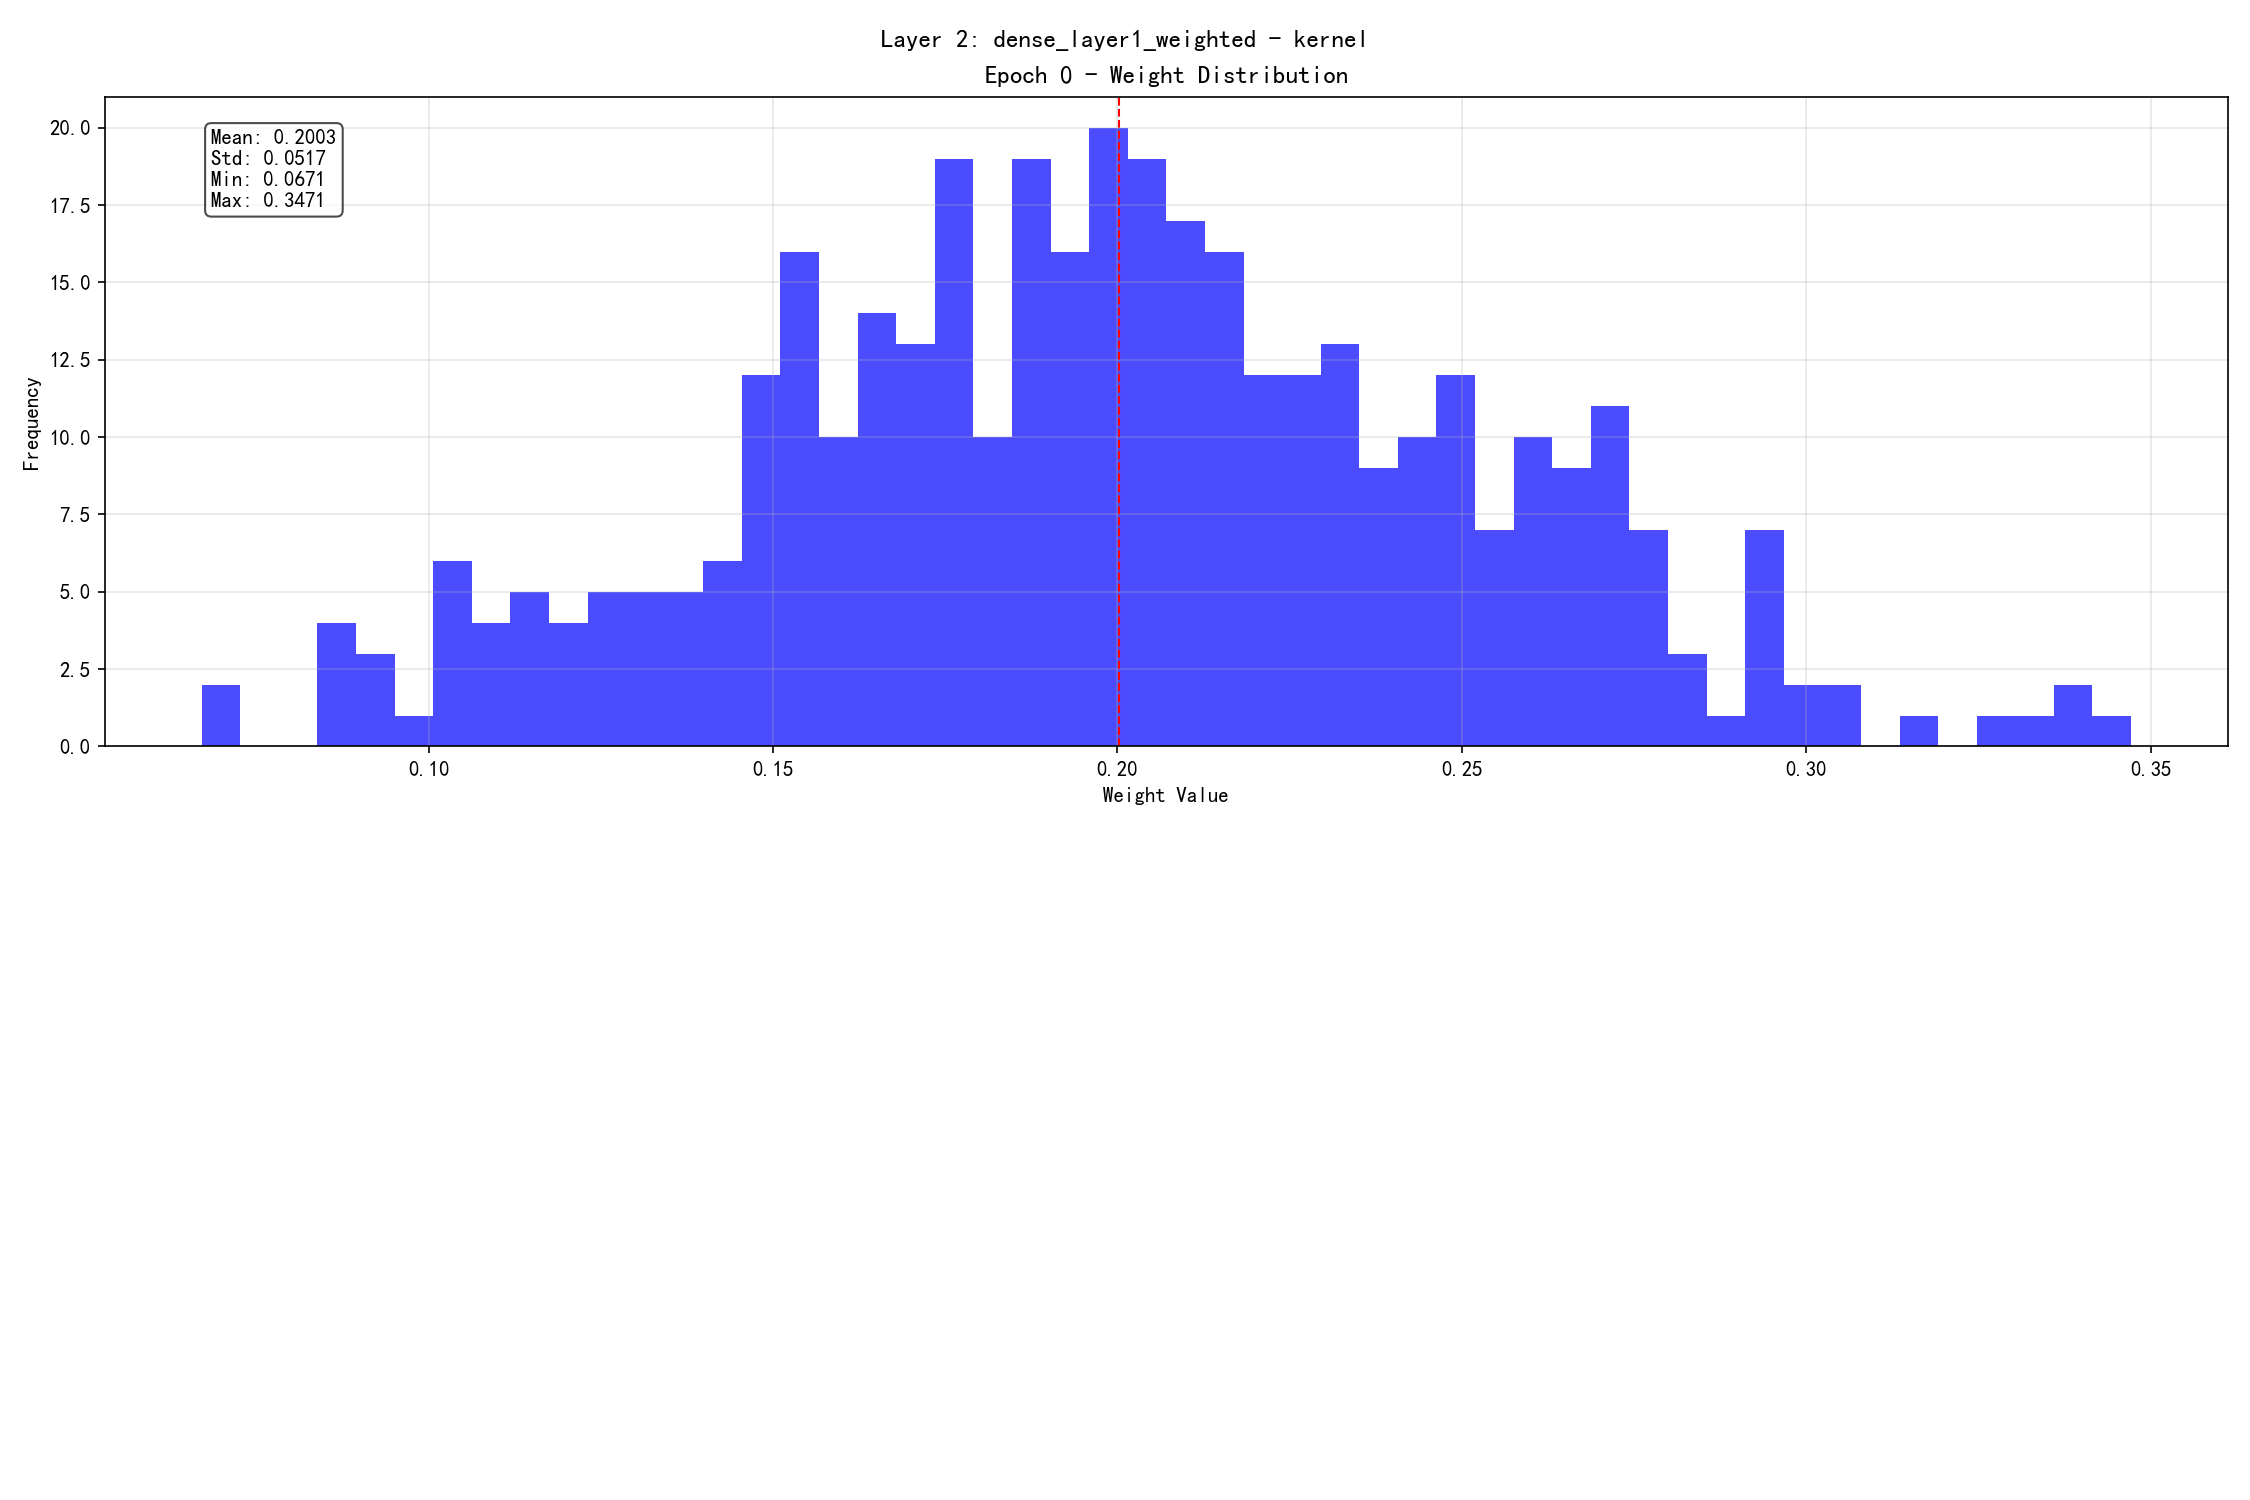 Layer 2: dense_layer1_weighted - kernel
Epoch 0 - Weight Distribution
Mean: 0.2003
Std: 0.0517
Min: 0.0671
Max: 0.3471
20.0
17.5
15.0
12.5
10.0
7.5
5.0
2.5
0.0
Frequency
0.10 0.15 0.20 0.25 0.30 0.35
Weight Value